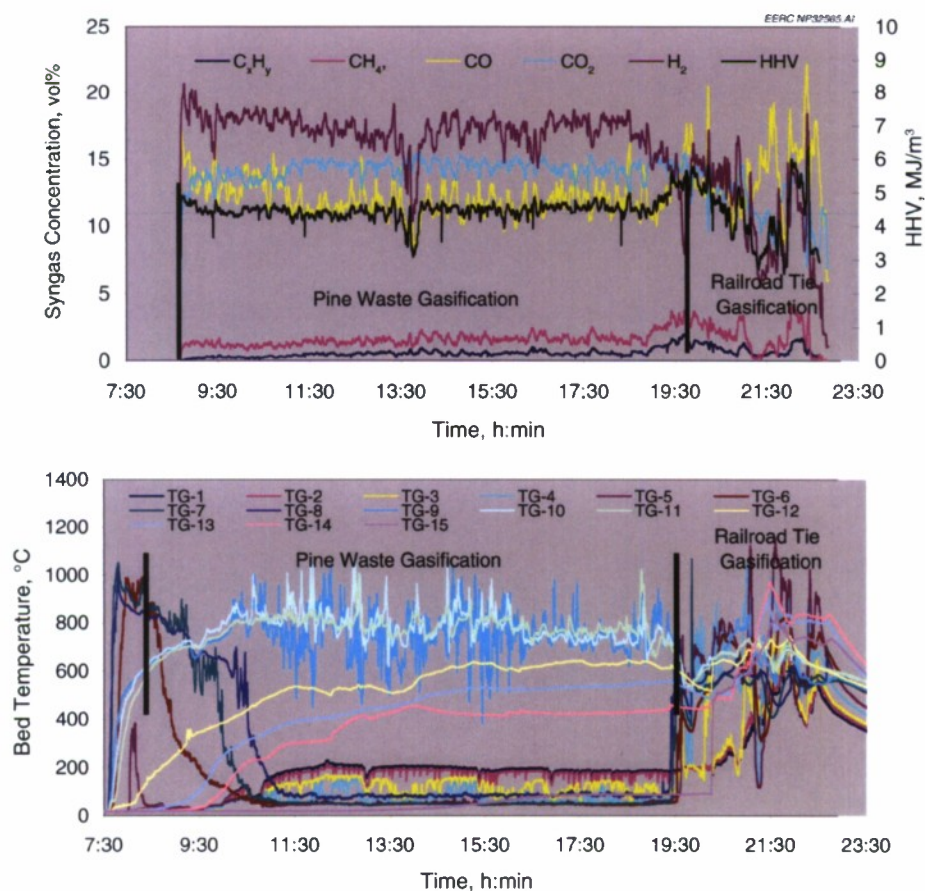 EERC NP32565.AI
25
20
15
10
5
0
10
9
8
7
6
5
4
3
2
1
0
CₓHᵧ CH₄, CO CO₂ H₂ HHV
Syngas Concentration, vol%
HHV, MJ/m³
Pine Waste Gasification
Railroad Tie
Gasification
7:30 9:30 11:30 13:30 15:30 17:30 19:30 21:30 23:30
Time, h:min
1400
1200
1000
800
600
400
200
0
TG-1 TG-2 TG-3 TG-4 TG-5 TG-6
TG-7 TG-8 TG-9 TG-10 TG-11 TG-12
TG-13 TG-14 TG-15
Bed Temperature, °C
Pine Waste Gasification
Railroad Tie
Gasification
7:30 9:30 11:30 13:30 15:30 17:30 19:30 21:30 23:30
Time, h:min